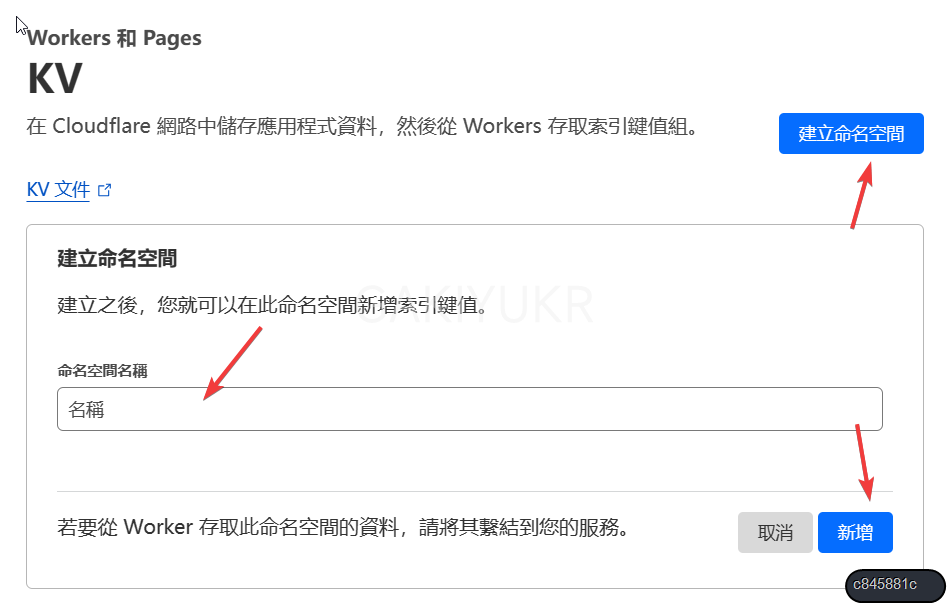 Workers 和 Pages
KV
在 Cloudflare 網路中儲存應用程式資料，然後從 Workers 存取索引鍵值組。
建立命名空間
KV 文件
建立命名空間
建立之後，您就可以在此命名空間新增索引鍵值。
SAKIYUKR
命名空間名稱
名稱
若要從 Worker 存取此命名空間的資料，請將其繫結到您的服務。
取消
新增
c845881c